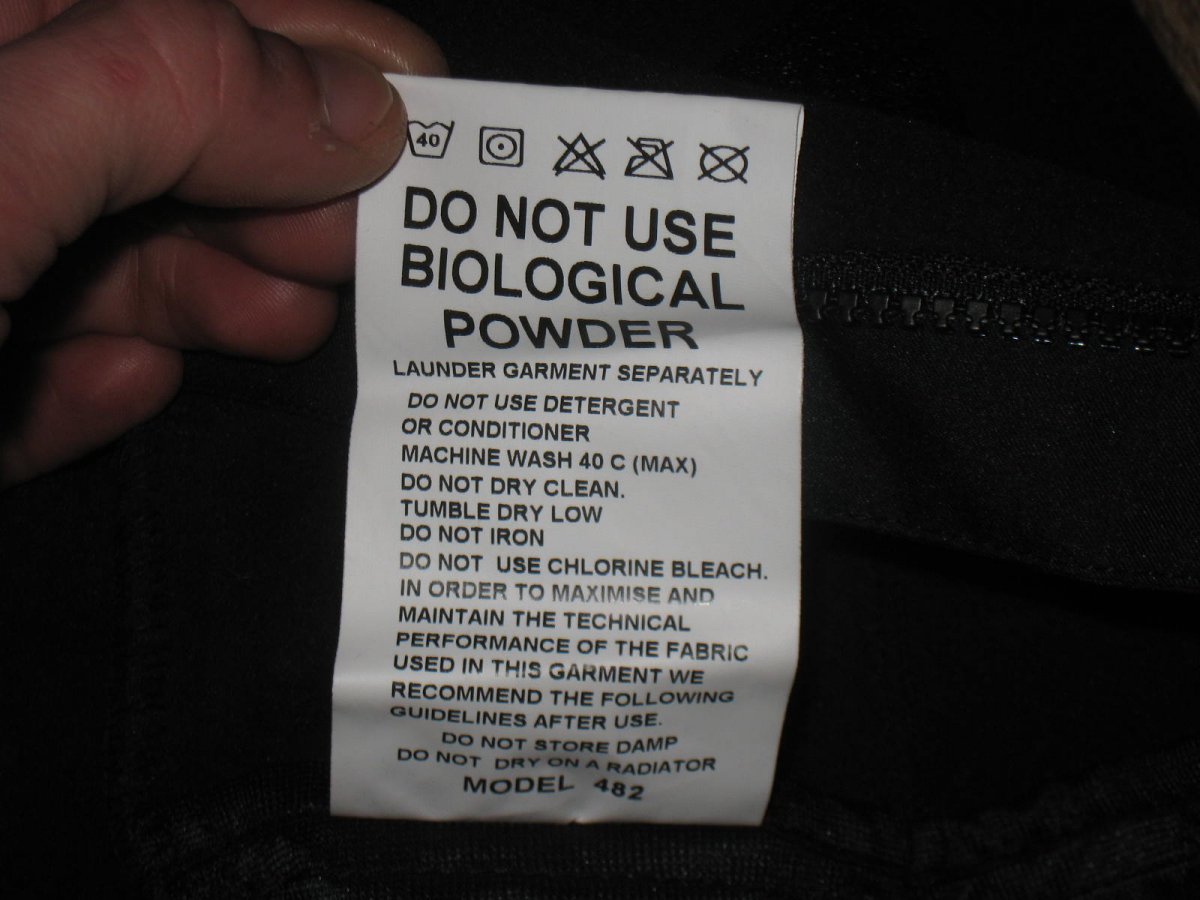 40
DO NOT USE
BIOLOGICAL
POWDER
LAUNDER GARMENT SEPARATELY
DO NOT USE DETERGENT
OR CONDITIONER
MACHINE WASH 40 C (MAX)
DO NOT DRY CLEAN.
TUMBLE DRY LOW
DO NOT IRON
DO NOT USE CHLORINE BLEACH.
IN ORDER TO MAXIMISE AND
MAINTAIN THE TECHNICAL
PERFORMANCE OF THE FABRIC
USED IN THIS GARMENT WE
RECOMMEND THE FOLLOWING
GUIDELINES AFTER USE.
DO NOT STORE DAMP
DO NOT DRY ON A RADIATOR
MODEL 482